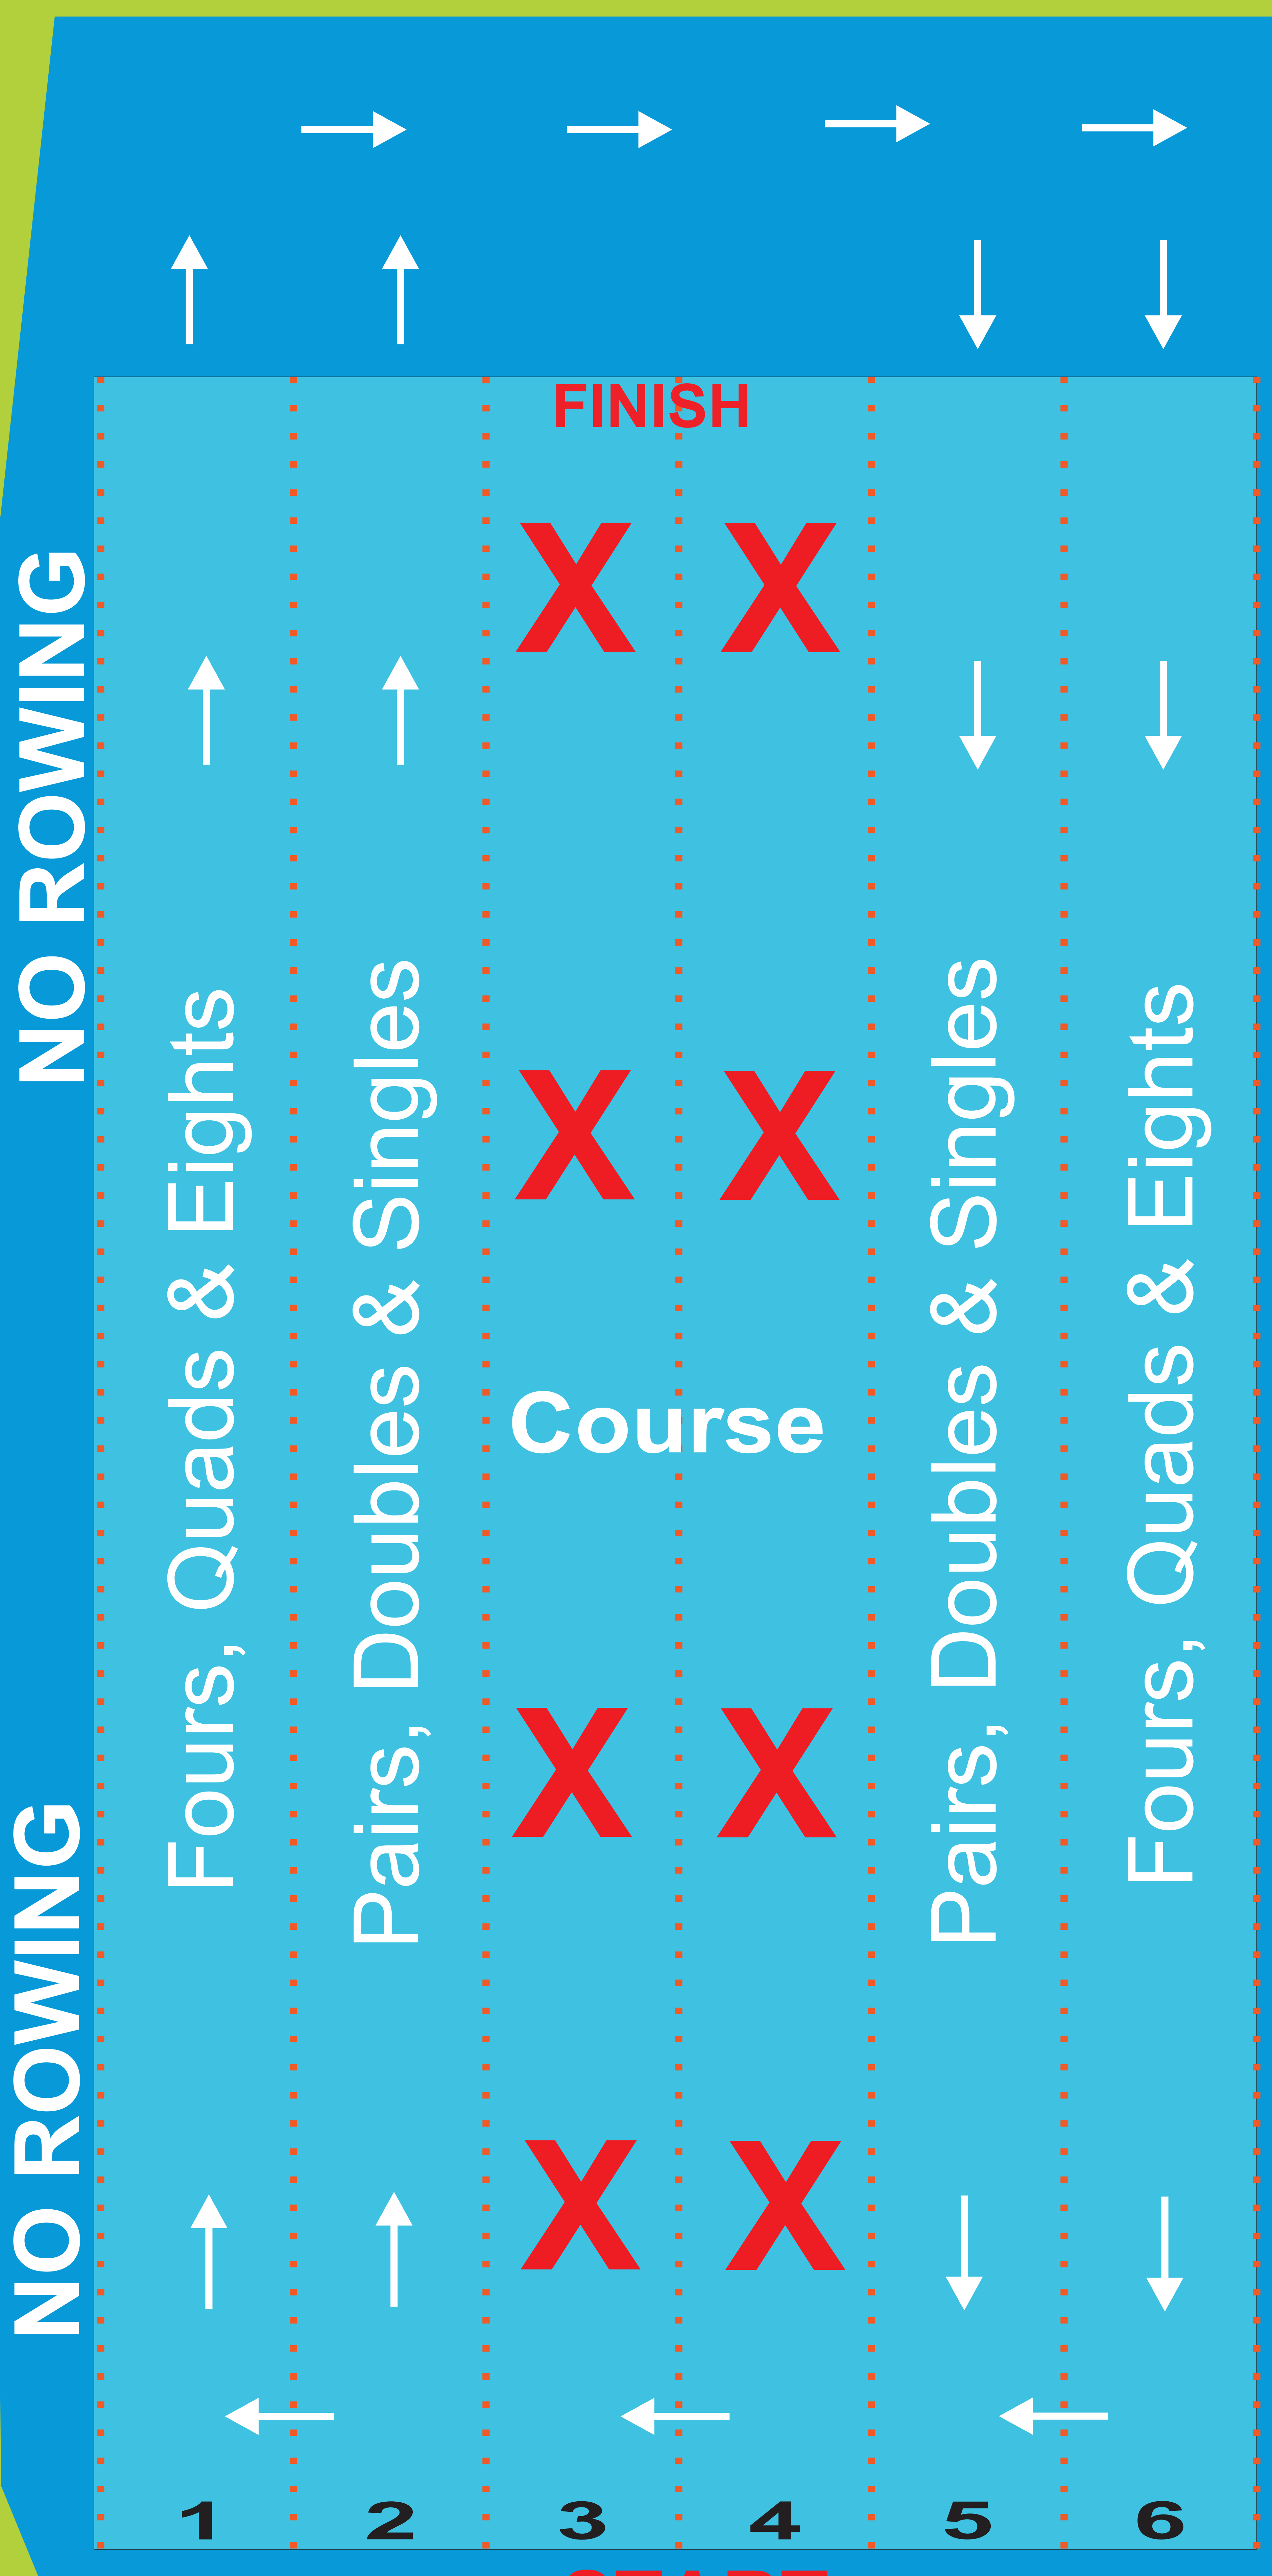 FINISH
X X
NO ROWING
X X
Fours, Quads & Eights
Pairs, Doubles & Singles
Course
Pairs, Doubles & Singles
Fours, Quads & Eights
X X
NO ROWING
X X
1 2 3 4 5 6
START